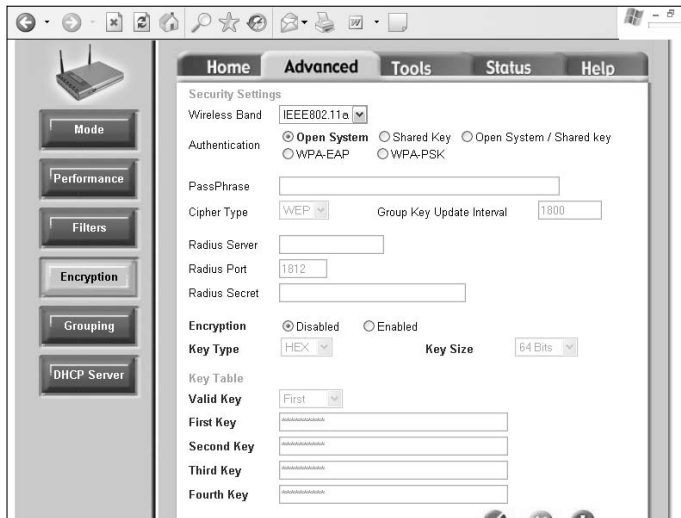 Home Advanced Tools Status Help
Mode
Performance
Filters
Encryption
Grouping
DHCP Server
Security Settings
Wireless Band IEEE802.11a
Authentication Open System Shared Key Open System / Shared key
WPA-EAP WPA-PSK
PassPhrase
Cipher Type WEP Group Key Update Interval 1800
Radius Server
Radius Port 1812
Radius Secret
Encryption Disabled Enabled
Key Type HEX Key Size 64 Bits
Key Table
Valid Key First
First Key **********
Second Key **********
Third Key **********
Fourth Key **********